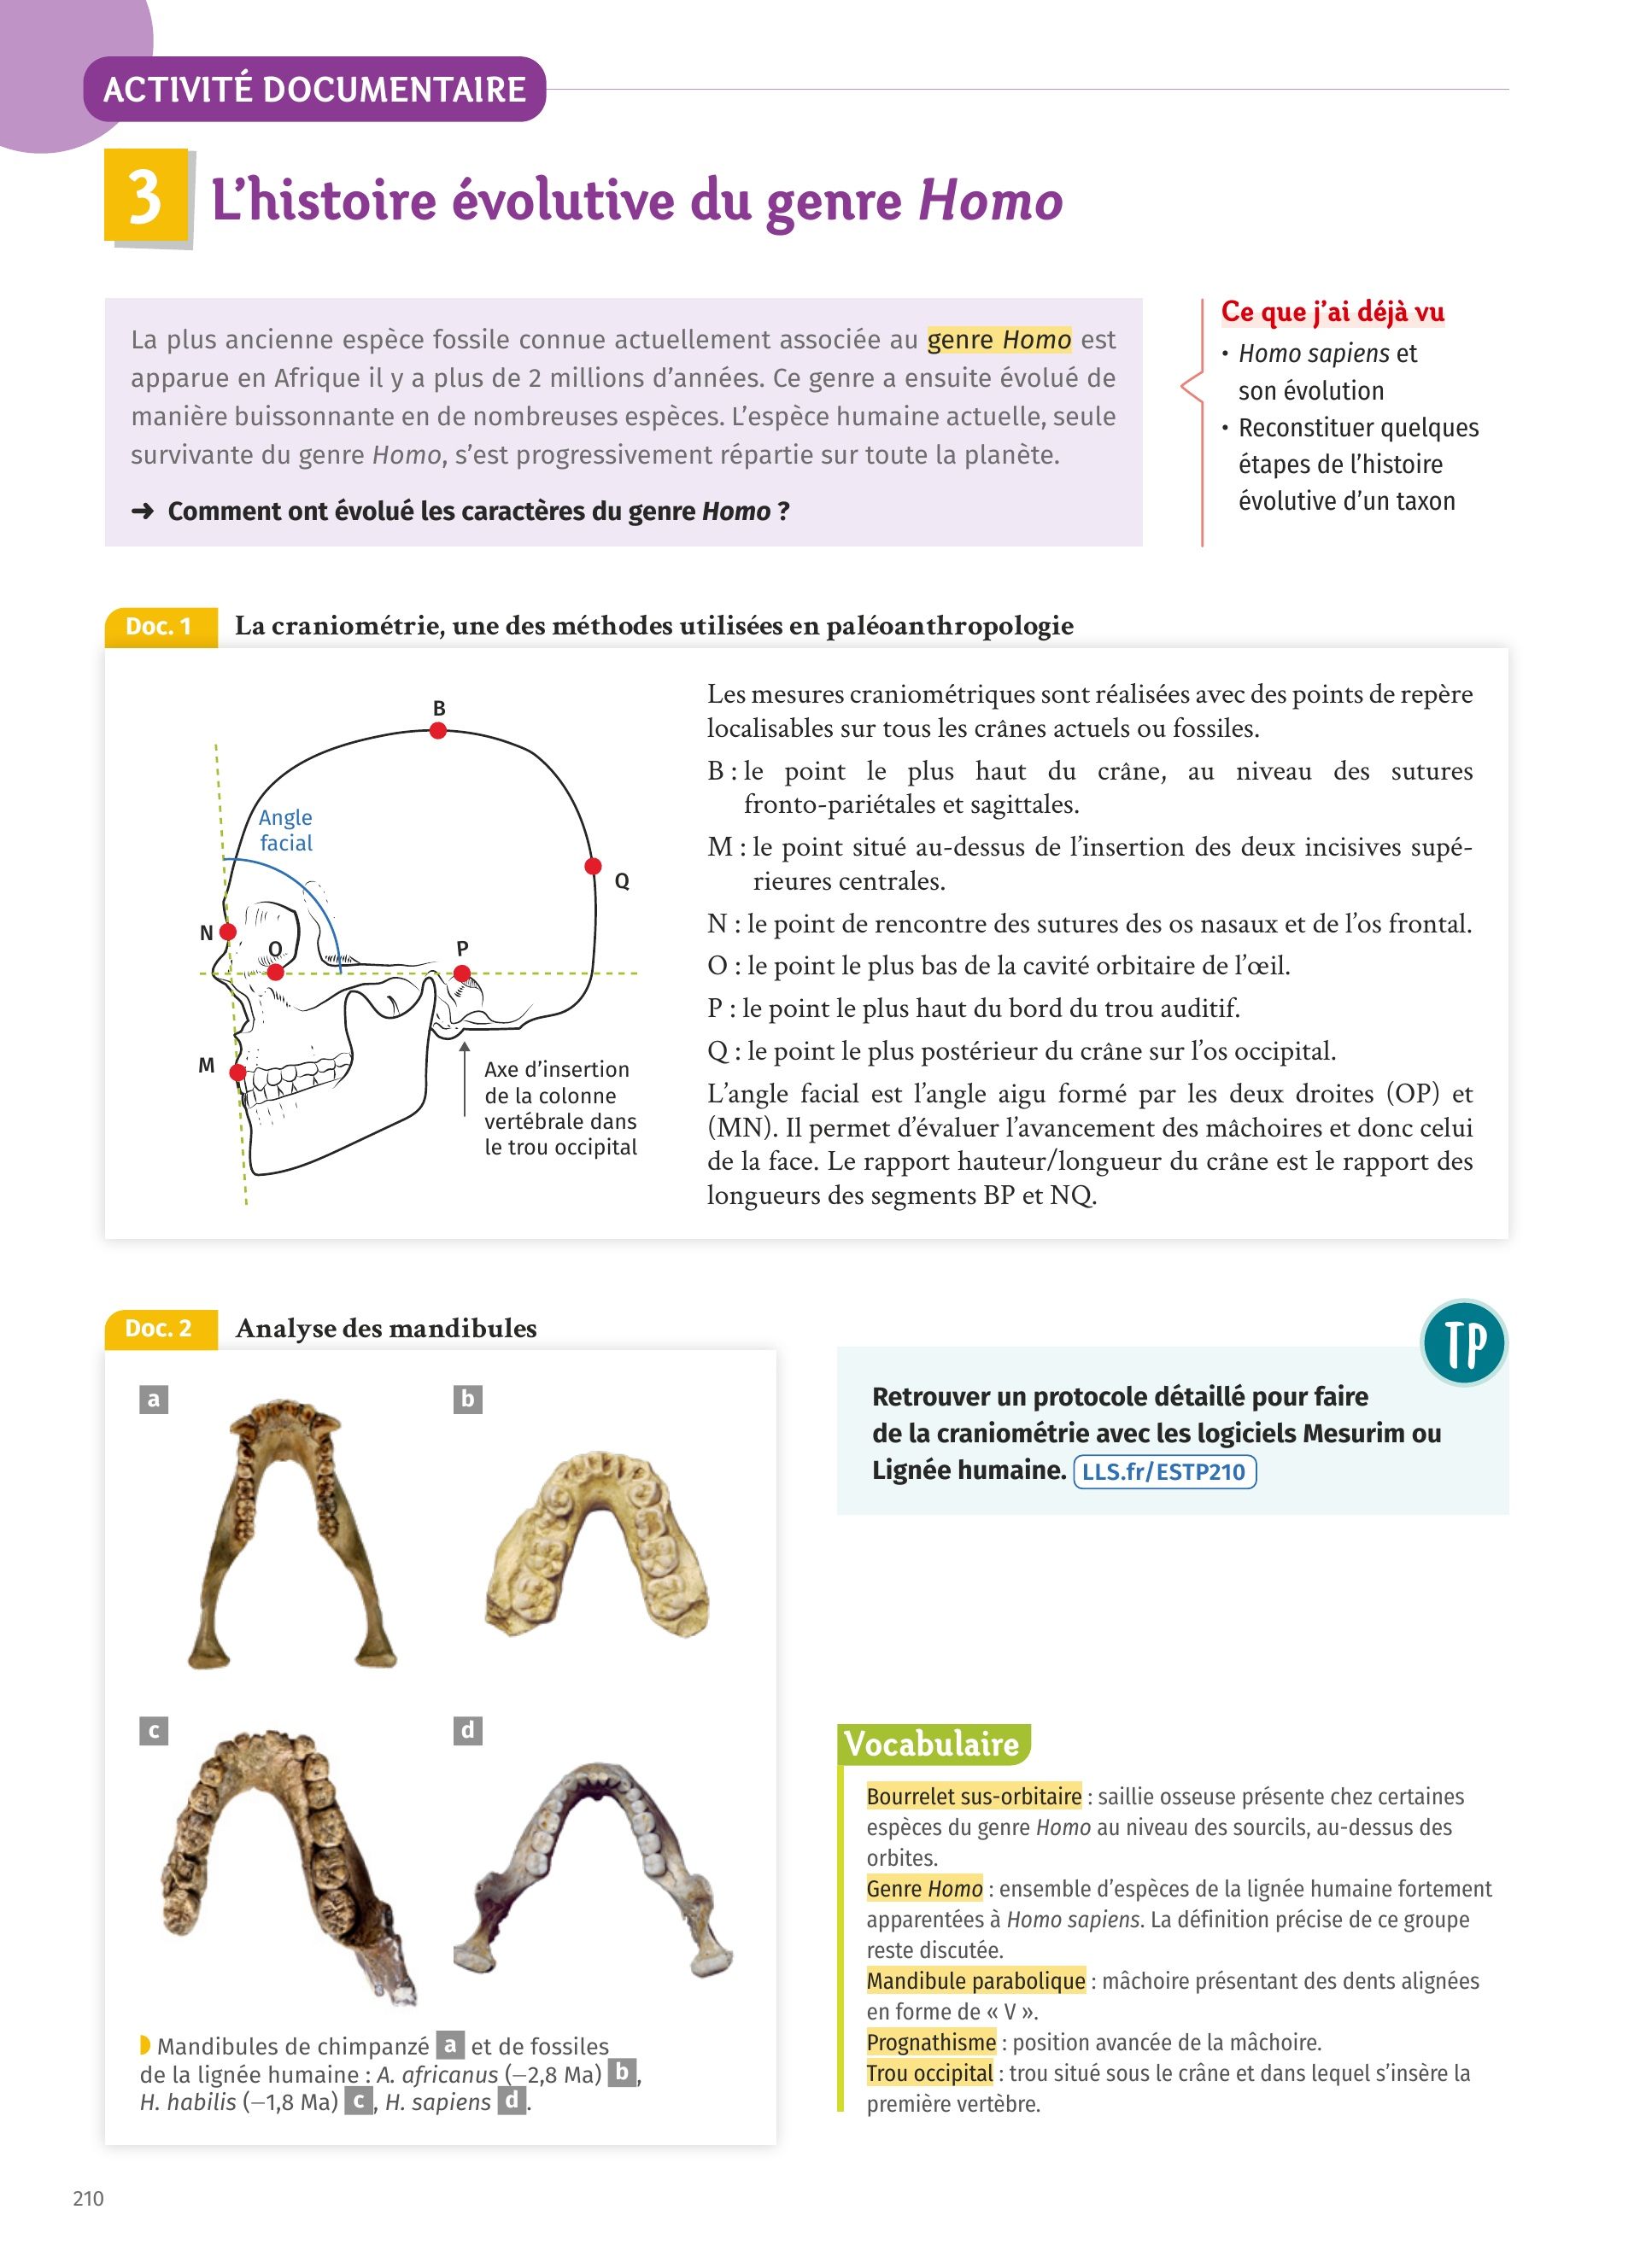 ACTIVITÉ DOCUMENTAIRE
3 L’histoire évolutive du genre Homo
La plus ancienne espèce fossile connue actuellement associée au genre Homo est
apparue en Afrique il y a plus de 2 millions d’années. Ce genre a ensuite évolué de
manière buissonnante en de nombreuses espèces. L’espèce humaine actuelle, seule
survivante du genre Homo, s’est progressivement répartie sur toute la planète.
➜ Comment ont évolué les caractères du genre Homo ?
Ce que j’ai déjà vu
• Homo sapiens et
son évolution
• Reconstituer quelques
étapes de l’histoire
évolutive d’un taxon
Doc. 1 La craniométrie, une des méthodes utilisées en paléoanthropologie
B
Angle
facial
Q
N
O
P
M
Axe d’insertion
de la colonne
vertébrale dans
le trou occipital
Les mesures craniométriques sont réalisées avec des points de repère
localisables sur tous les crânes actuels ou fossiles.
B : le point le plus haut du crâne, au niveau des sutures
fronto-pariétales et sagittales.
M : le point situé au-dessus de l’insertion des deux incisives supé-
rieures centrales.
N : le point de rencontre des sutures des os nasaux et de l’os frontal.
O : le point le plus bas de la cavité orbitaire de l’œil.
P : le point le plus haut du bord du trou auditif.
Q : le point le plus postérieur du crâne sur l’os occipital.
L’angle facial est l’angle aigu formé par les deux droites (OP) et
(MN). Il permet d’évaluer l’avancement des mâchoires et donc celui
de la face. Le rapport hauteur/longueur du crâne est le rapport des
longueurs des segments BP et NQ.
Doc. 2 Analyse des mandibules
a
b
c
d
Mandibules de chimpanzé a et de fossiles
de la lignée humaine : A. africanus (–2,8 Ma) b,
H. habilis (–1,8 Ma) c, H. sapiens d.
TP
Retrouver un protocole détaillé pour faire
de la craniométrie avec les logiciels Mesurim ou
Lignée humaine. LLS.fr/ESTP210
Vocabulaire
Bourrelet sus-orbitaire : saillie osseuse présente chez certaines
espèces du genre Homo au niveau des sourcils, au-dessus des
orbites.
Genre Homo : ensemble d’espèces de la lignée humaine fortement
apparentées à Homo sapiens. La définition précise de ce groupe
reste discutée.
Mandibule parabolique : mâchoire présentant des dents alignées
en forme de « V ».
Prognathisme : position avancée de la mâchoire.
Trou occipital : trou situé sous le crâne et dans lequel s’insère la
première vertèbre.
210